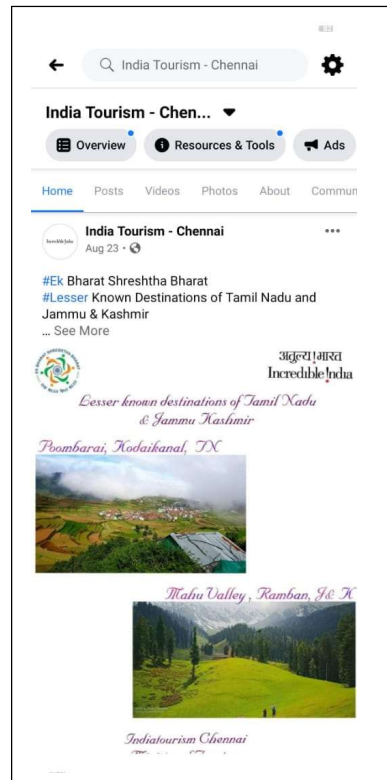 India Tourism - Chennai
India Tourism - Chen...
Overview
Resources & Tools
Ads
Home Posts Videos Photos About Commun
India Tourism - Chennai
Aug 23
#Ek Bharat Shreshtha Bharat
#Lesser Known Destinations of Tamil Nadu and
Jammu & Kashmir
... See More
अतुल्य ! भारत
Incredıble !ndıa
Lesser known destinations of Tamil Nadu
& Jammu Kashmir
Poombarai, Kodaikanal, TN
Mahu Valley , Ramban, J& K
Indiatourism Chennai